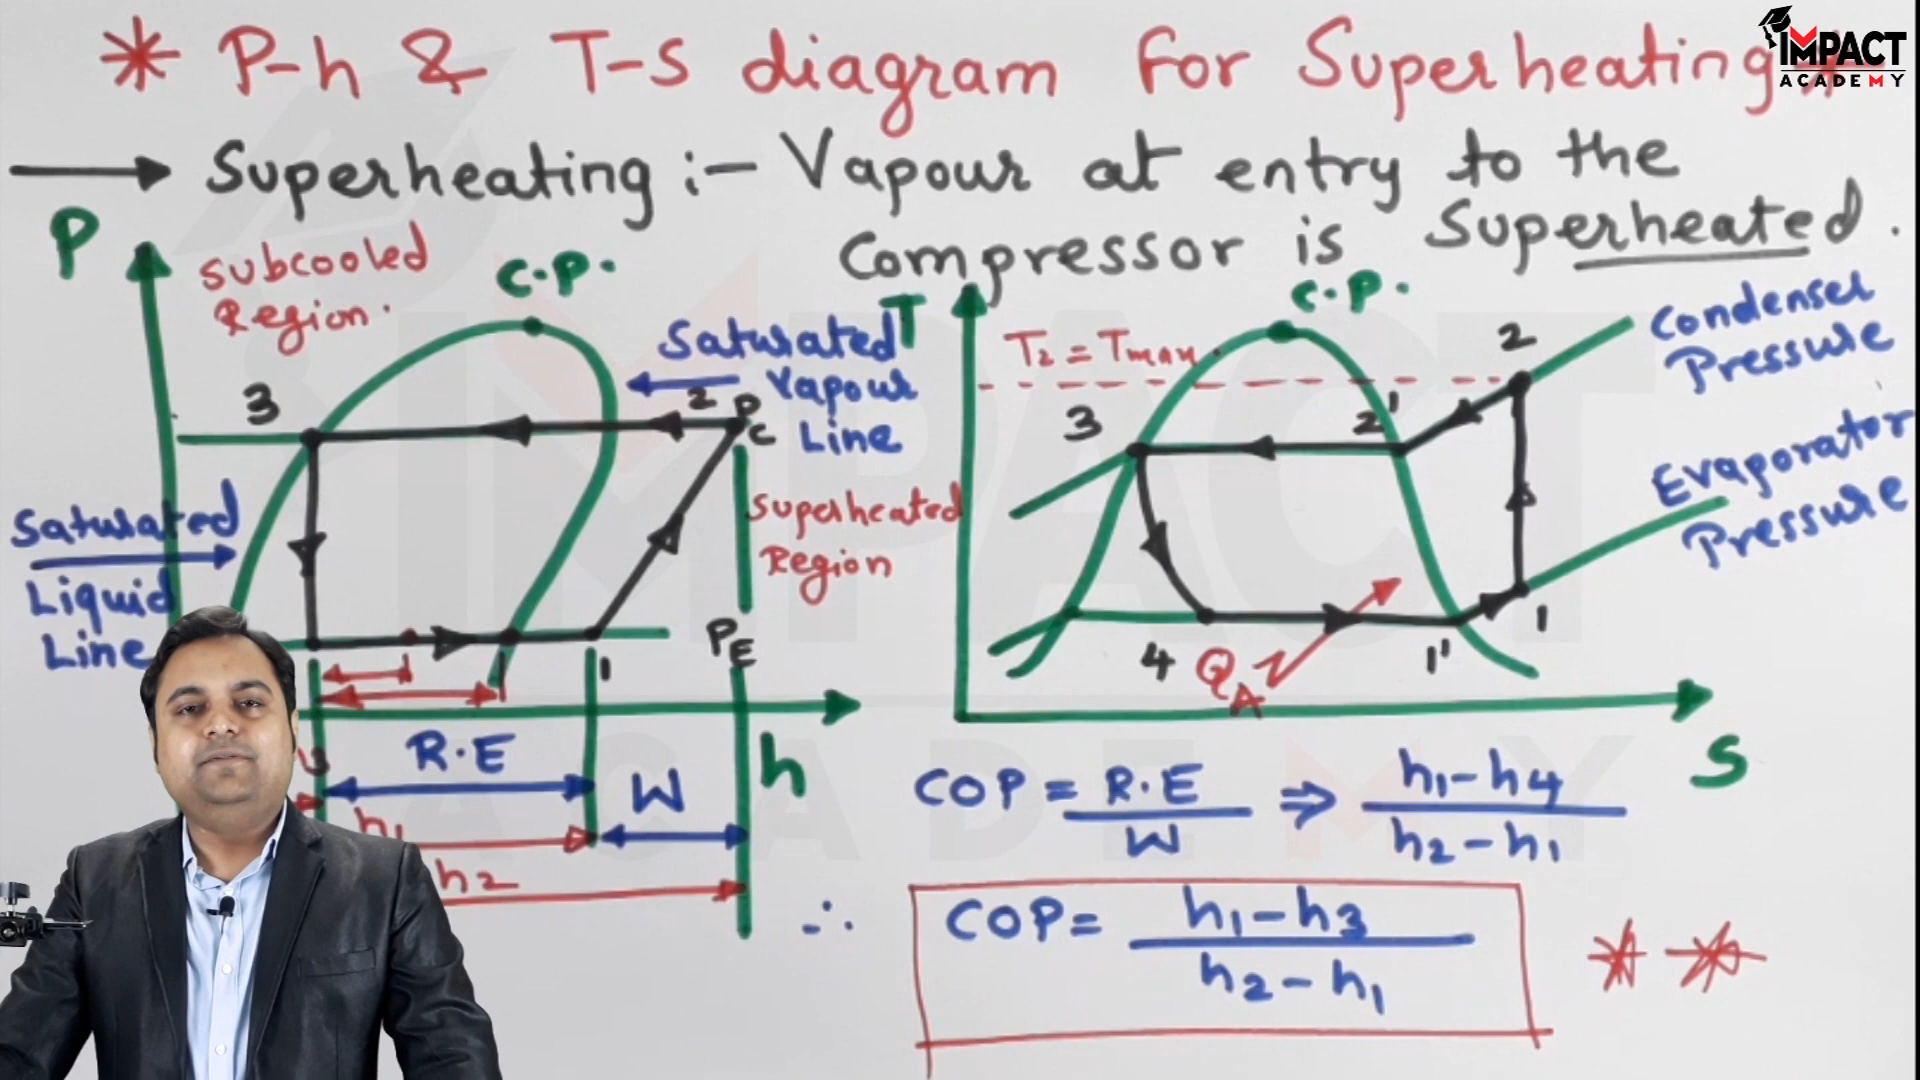 * P-h & T-s diagram for Superheating *
IMPACT
ACADEMY
→ Superheating :- Vapour at entry to the
Compressor is Superheated.
P
Subcooled
Region.
C.P.
Saturated
Vapour
Line
3
2
PC
Superheated
Region
Saturated
Liquid
Line
PE
1
h
R.E
W
h1
h2
T
C.P.
T2 = Tmax.
Condenser
Pressure
2
3
2'
Evaporator
Pressure
4
QA
1'
1
S
COP = R.E / W ⇒ h1-h4 / h2-h1
∴ COP = h1-h3 / h2-h1 * *